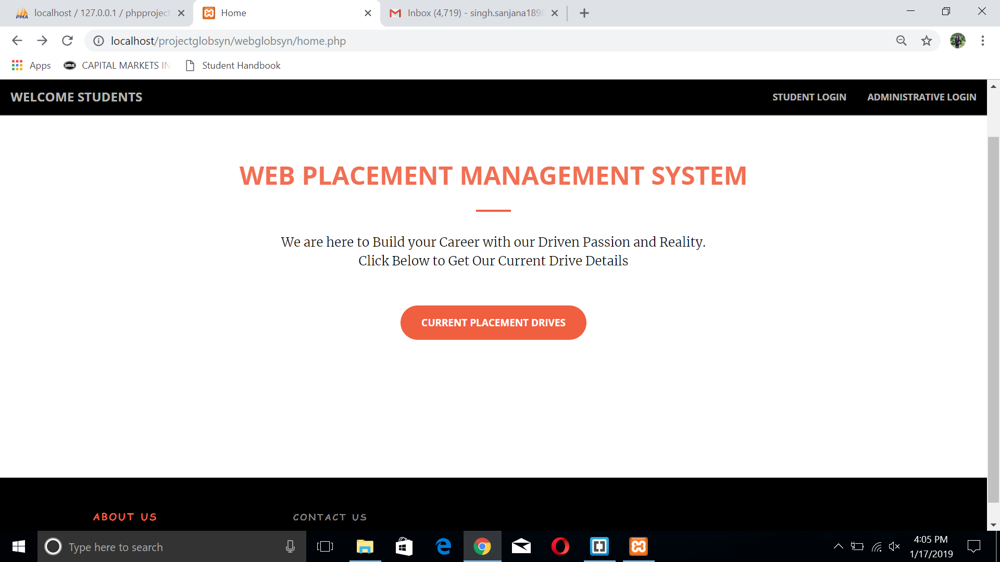 PMA localhost / 127.0.0.1 / phpproject
Home
Inbox (4,719) - singh.sanjana1898
localhost/projectglobsyn/webglobsyn/home.php
Apps
ims CAPITAL MARKETS IN
Student Handbook
WELCOME STUDENTS
STUDENT LOGIN
ADMINISTRATIVE LOGIN
WEB PLACEMENT MANAGEMENT SYSTEM
We are here to Build your Career with our Driven Passion and Reality.
Click Below to Get Our Current Drive Details
CURRENT PLACEMENT DRIVES
ABOUT US
CONTACT US
Type here to search
4:05 PM
1/17/2019